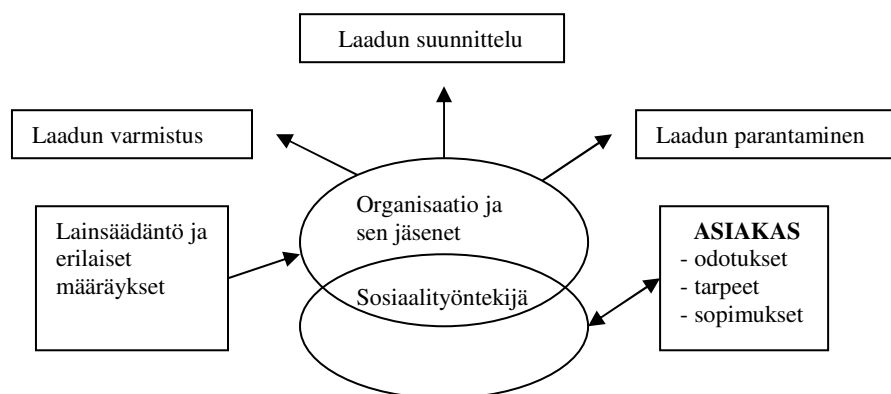 Laadun suunnittelu
Laadun varmistus
Laadun parantaminen
Lainsäädäntö ja
erilaiset
määräykset
Organisaatio ja
sen jäsenet
Sosiaalityöntekijä
ASIAKAS
- odotukset
- tarpeet
- sopimukset